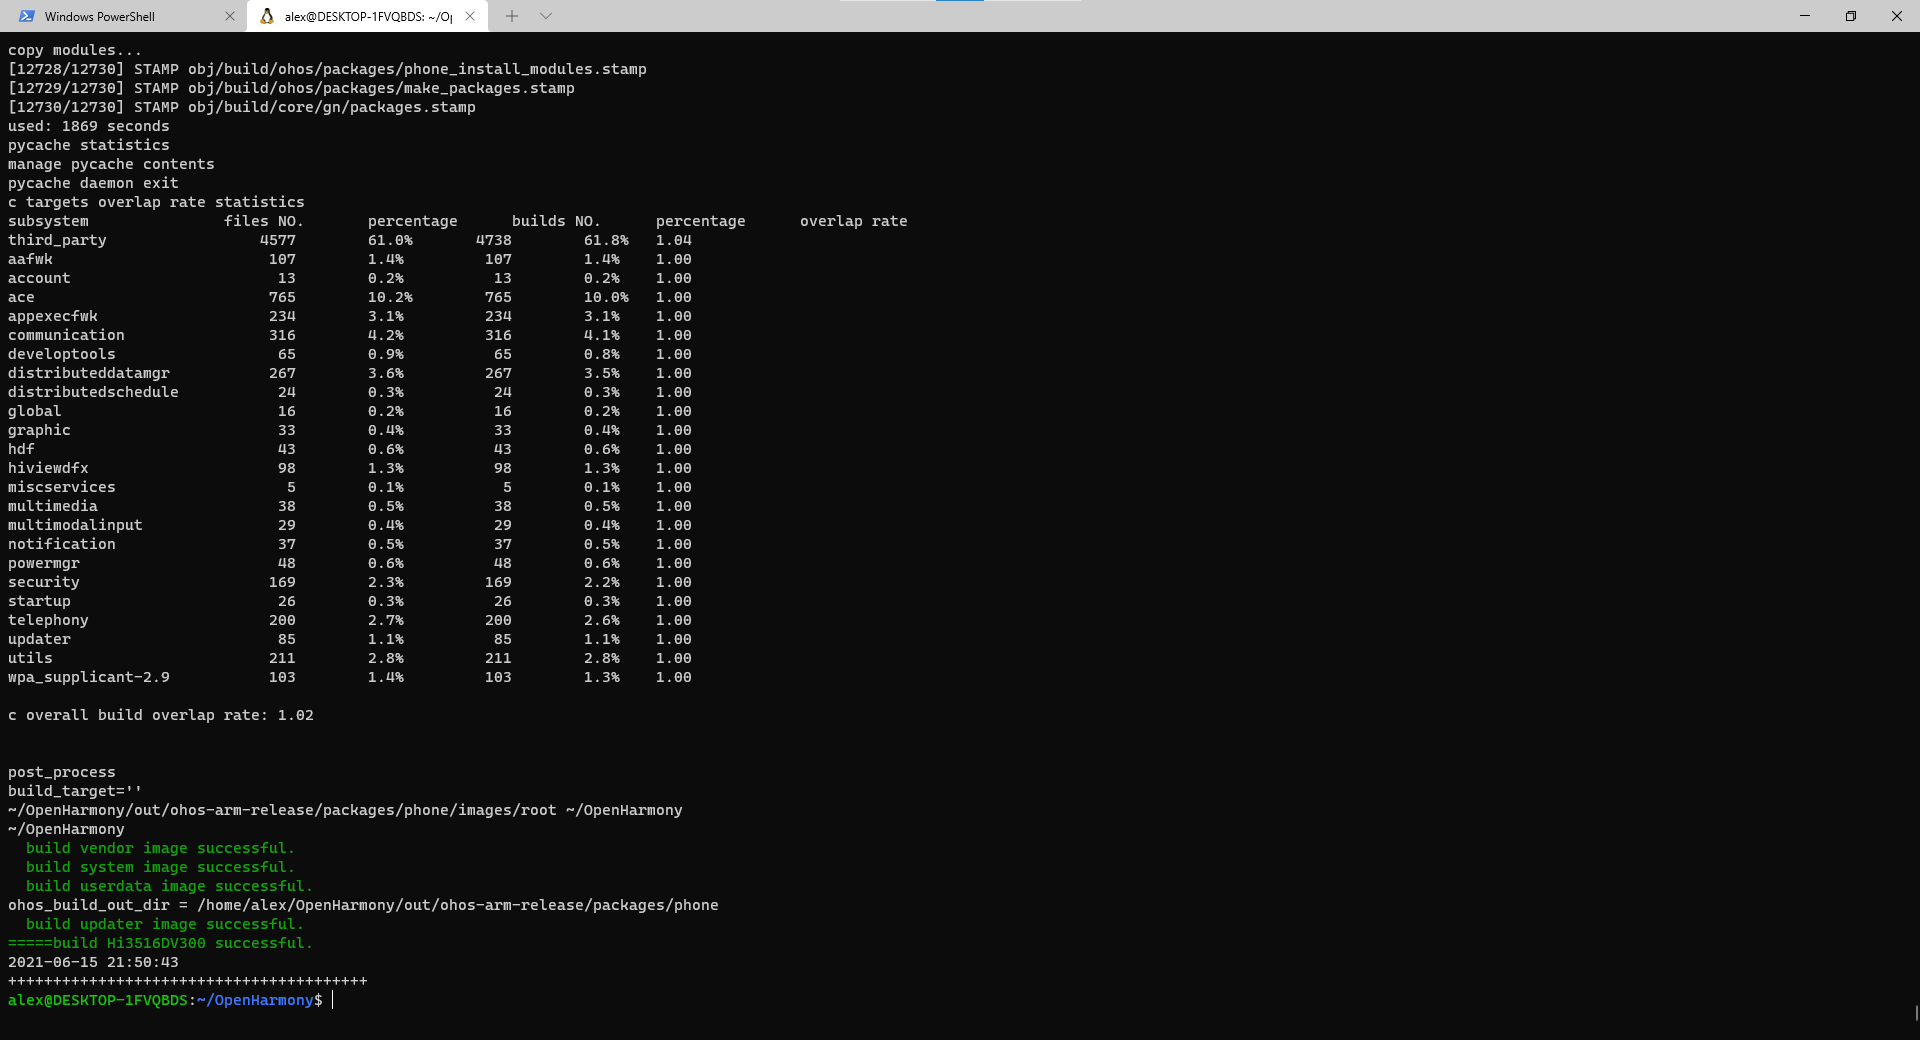 Windows PowerShell
alex@DESKTOP-1FVQBDS: ~/Op
copy modules...
[12728/12730] STAMP obj/build/ohos/packages/phone_install_modules.stamp
[12729/12730] STAMP obj/build/ohos/packages/make_packages.stamp
[12730/12730] STAMP obj/build/core/gn/packages.stamp
used: 1869 seconds
pycache statistics
manage pycache contents
pycache daemon exit
c targets overlap rate statistics
subsystem files NO. percentage builds NO. percentage overlap rate
third_party 4577 61.0% 4738 61.8% 1.04
aafwk 107 1.4% 107 1.4% 1.00
account 13 0.2% 13 0.2% 1.00
ace 765 10.2% 765 10.0% 1.00
appexecfwk 234 3.1% 234 3.1% 1.00
communication 316 4.2% 316 4.1% 1.00
developtools 65 0.9% 65 0.8% 1.00
distributeddatamgr 267 3.6% 267 3.5% 1.00
distributedschedule 24 0.3% 24 0.3% 1.00
global 16 0.2% 16 0.2% 1.00
graphic 33 0.4% 33 0.4% 1.00
hdf 43 0.6% 43 0.6% 1.00
hiviewdfx 98 1.3% 98 1.3% 1.00
miscservices 5 0.1% 5 0.1% 1.00
multimedia 38 0.5% 38 0.5% 1.00
multimodalinput 29 0.4% 29 0.4% 1.00
notification 37 0.5% 37 0.5% 1.00
powermgr 48 0.6% 48 0.6% 1.00
security 169 2.3% 169 2.2% 1.00
startup 26 0.3% 26 0.3% 1.00
telephony 200 2.7% 200 2.6% 1.00
updater 85 1.1% 85 1.1% 1.00
utils 211 2.8% 211 2.8% 1.00
wpa_supplicant-2.9 103 1.4% 103 1.3% 1.00
c overall build overlap rate: 1.02
post_process
build_target=''
~/OpenHarmony/out/ohos-arm-release/packages/phone/images/root ~/OpenHarmony
~/OpenHarmony
build vendor image successful.
build system image successful.
build userdata image successful.
ohos_build_out_dir = /home/alex/OpenHarmony/out/ohos-arm-release/packages/phone
build updater image successful.
=====build Hi3516DV300 successful.
2021-06-15 21:50:43
++++++++++++++++++++++++++++++++++++++++
alex@DESKTOP-1FVQBDS:~/OpenHarmony$